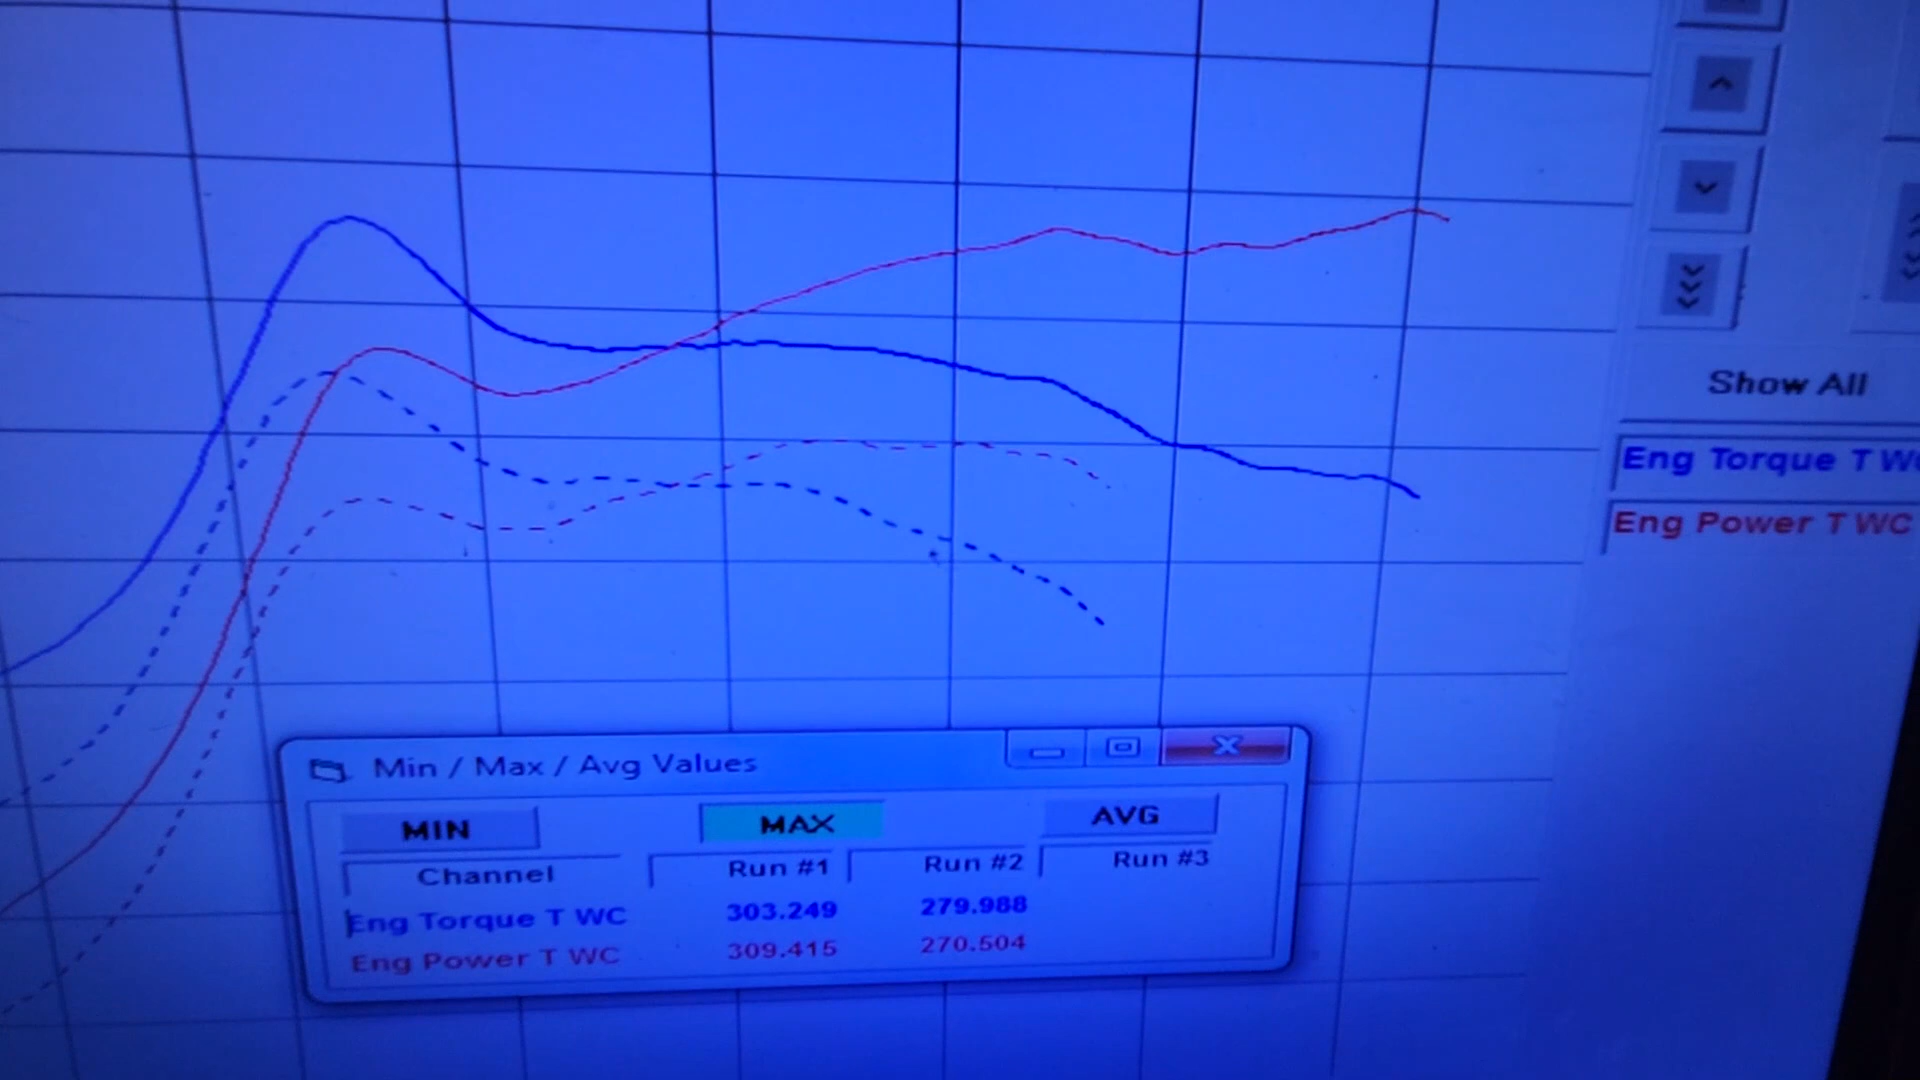 Show All
Eng Torque T W
Eng Power T WC
Min / Max / Avg Values
MIN MAX AVG
Channel Run #1 Run #2 Run #3
Eng Torque T WC 303.249 279.988
Eng Power T WC 309.415 270.504